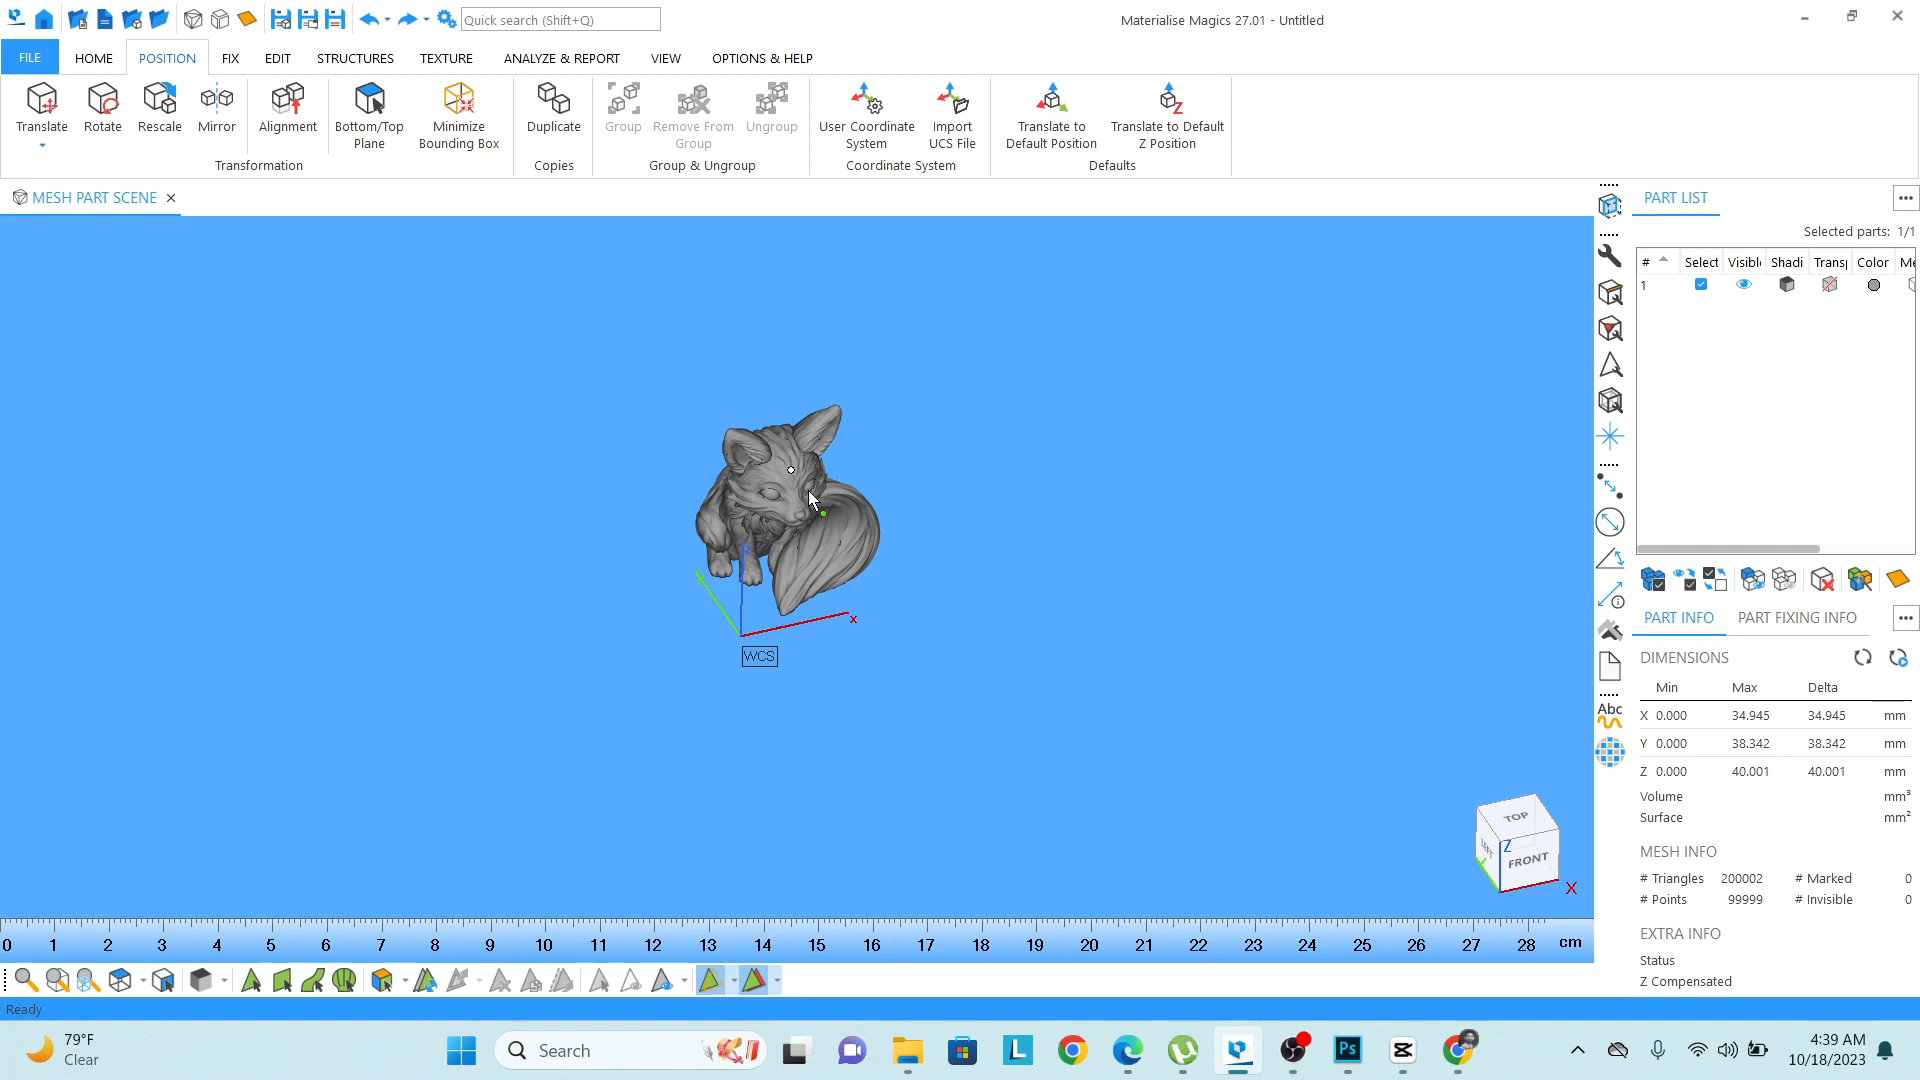 Quick search (Shift+Q)
Materialise Magics 27.01 - Untitled
FILE HOME POSITION FIX EDIT STRUCTURES TEXTURE ANALYZE & REPORT VIEW OPTIONS & HELP
Translate Rotate Rescale Mirror Alignment Bottom/Top Plane Minimize Bounding Box Duplicate Group Remove From Group Ungroup User Coordinate System Import UCS File Translate to Default Position Translate to Default Z Position
Transformation Copies Group & Ungroup Coordinate System Defaults
MESH PART SCENE
PART LIST
Selected parts: 1/1
# Select Visibl Shadi Transp Color Me
1
z
x
WCS
Abc
PART INFO PART FIXING INFO
DIMENSIONS
Min Max Delta
X 0.000 34.945 34.945 mm
Y 0.000 38.342 38.342 mm
Z 0.000 40.001 40.001 mm
Volume mm³
Surface mm²
MESH INFO
# Triangles 200002 # Marked 0
# Points 99999 # Invisible 0
EXTRA INFO
Status
Z Compensated
TOP
LEFT
FRONT
Z
X
0 1 2 3 4 5 6 7 8 9 10 11 12 13 14 15 16 17 18 19 20 21 22 23 24 25 26 27 28 cm
Ready
79°F
Clear
Search
L
Ps
4:39 AM
10/18/2023